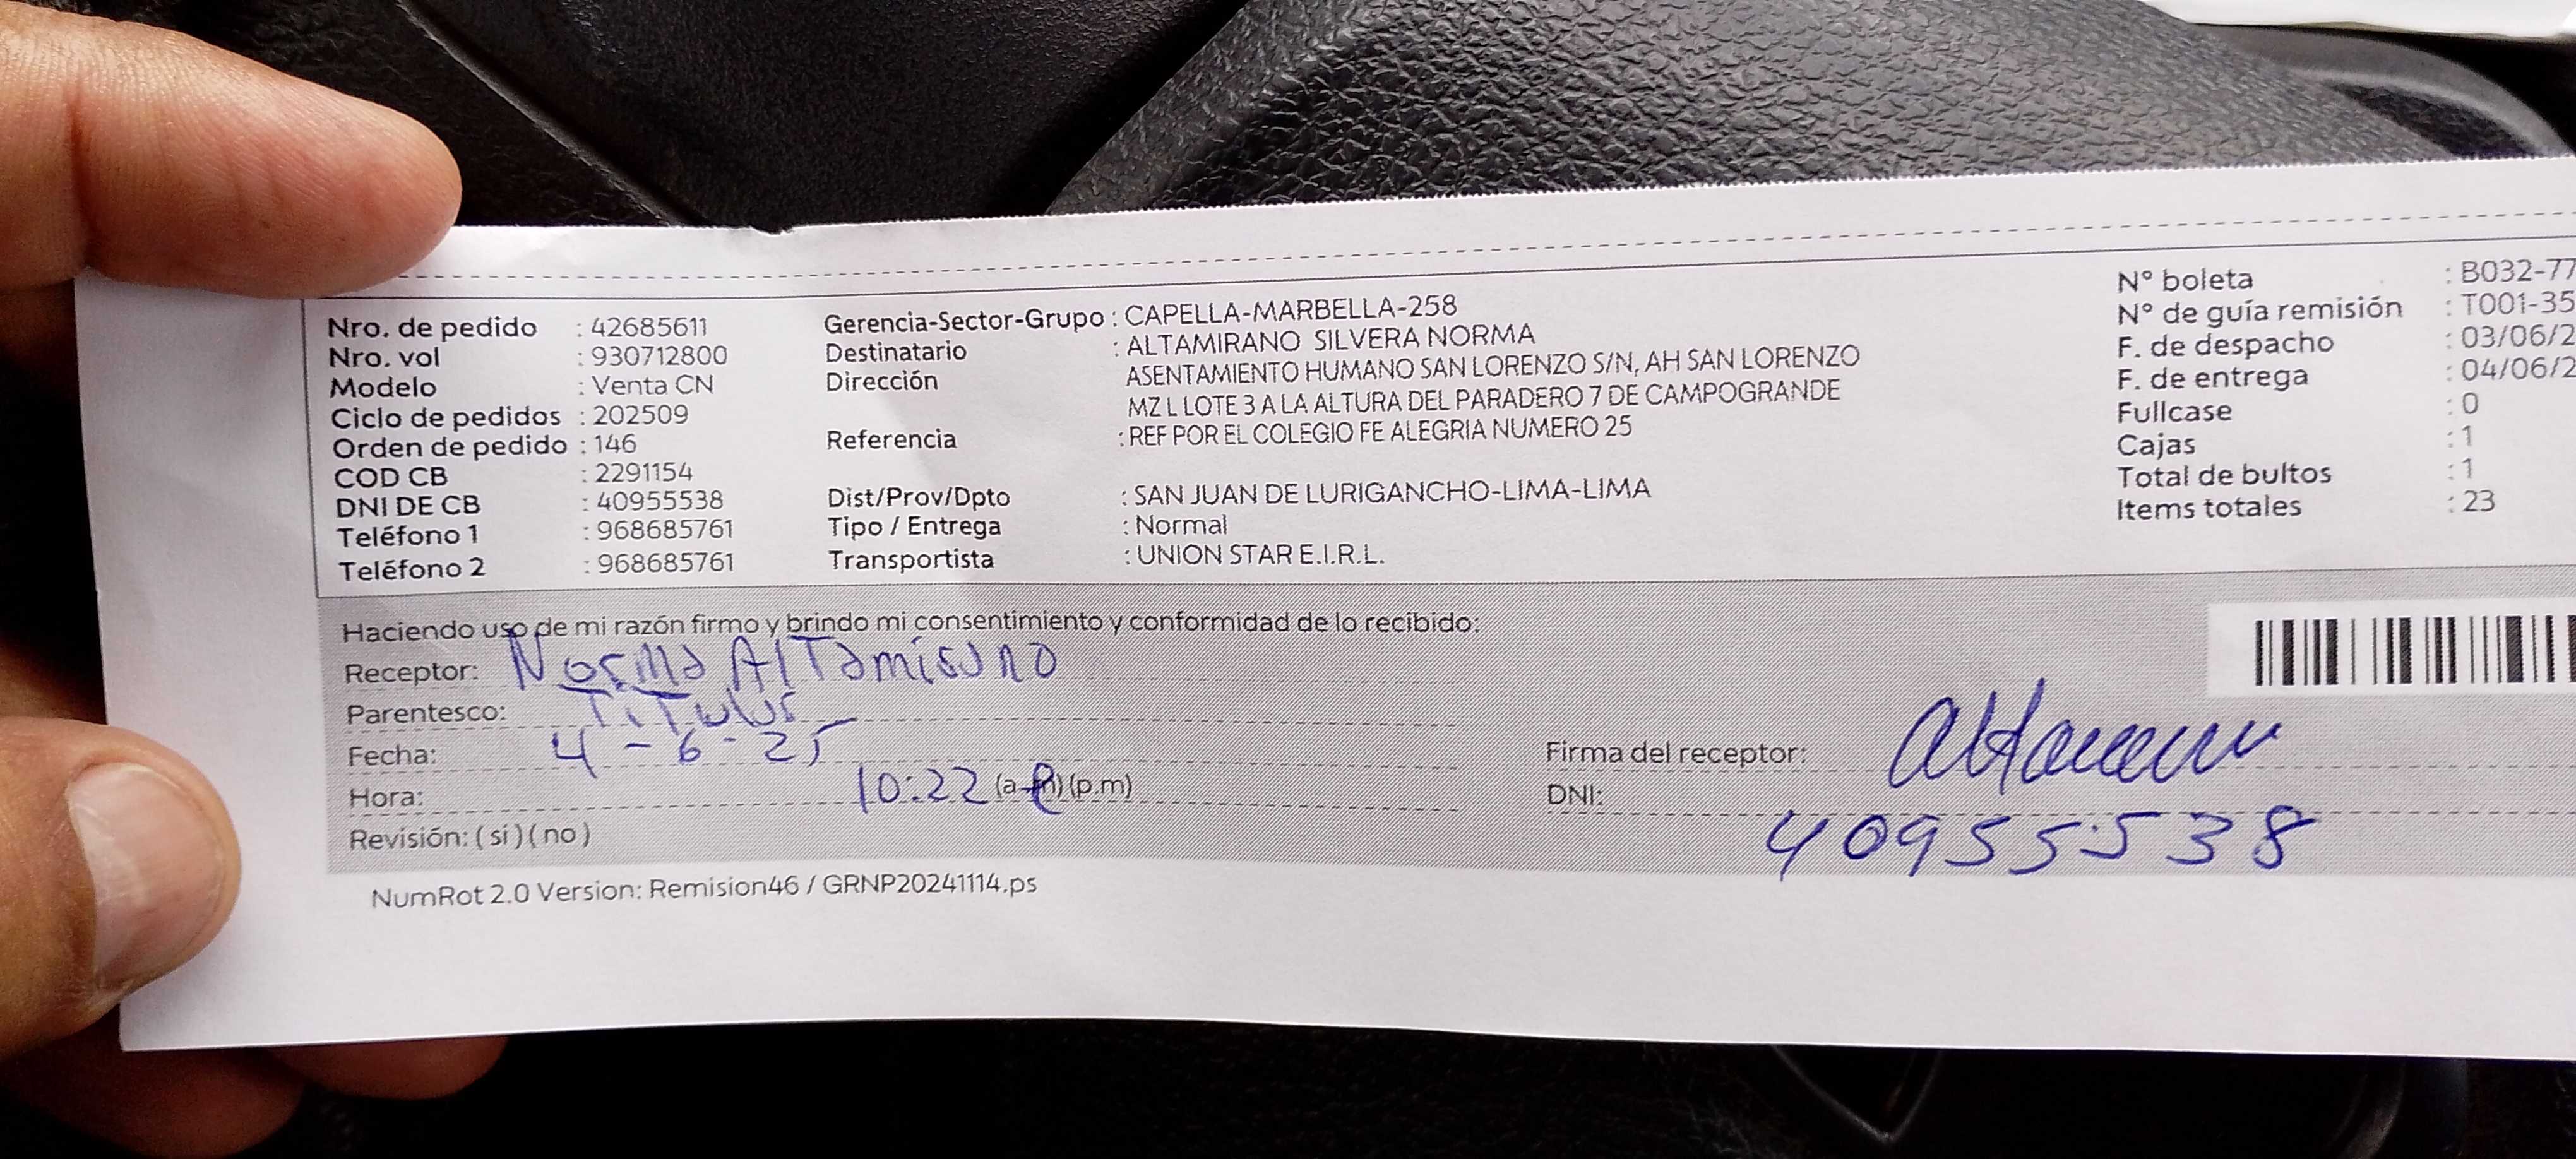 Nro. de pedido : 42685611
Nro. vol : 930712800
Modelo : Venta CN
Ciclo de pedidos : 202509
Orden de pedido : 146
COD CB : 2291154
DNI DE CB : 40955538
Teléfono 1 : 968685761
Teléfono 2 : 968685761
Gerencia-Sector-Grupo : CAPELLA-MARBELLA-258
Destinatario : ALTAMIRANO SILVERA NORMA
Dirección ASENTAMIENTO HUMANO SAN LORENZO S/N, AH SAN LORENZO
MZ L LOTE 3 A LA ALTURA DEL PARADERO 7 DE CAMPOGRANDE
Referencia : REF POR EL COLEGIO FE ALEGRIA NUMERO 25
Dist/Prov/Dpto : SAN JUAN DE LURIGANCHO-LIMA-LIMA
Tipo / Entrega : Normal
Transportista : UNION STAR E.I.R.L.
Nº boleta : B032-77
Nº de guía remisión : T001-35
F. de despacho : 03/06/2
F. de entrega : 04/06/2
Fullcase : 0
Cajas : 1
Total de bultos : 1
Items totales : 23
Haciendo uso de mi razón firmo y brindo mi consentimiento y conformidad de lo recibido:
Receptor: Norma Altamirano
Parentesco: Titular
Fecha: 4-6-25
Hora: 10:22 (a.m) (p.m)
Revisión: ( si ) ( no )
Firma del receptor:
DNI: 40955538
NumRot 2.0 Version: Remision46 / GRNP20241114.ps